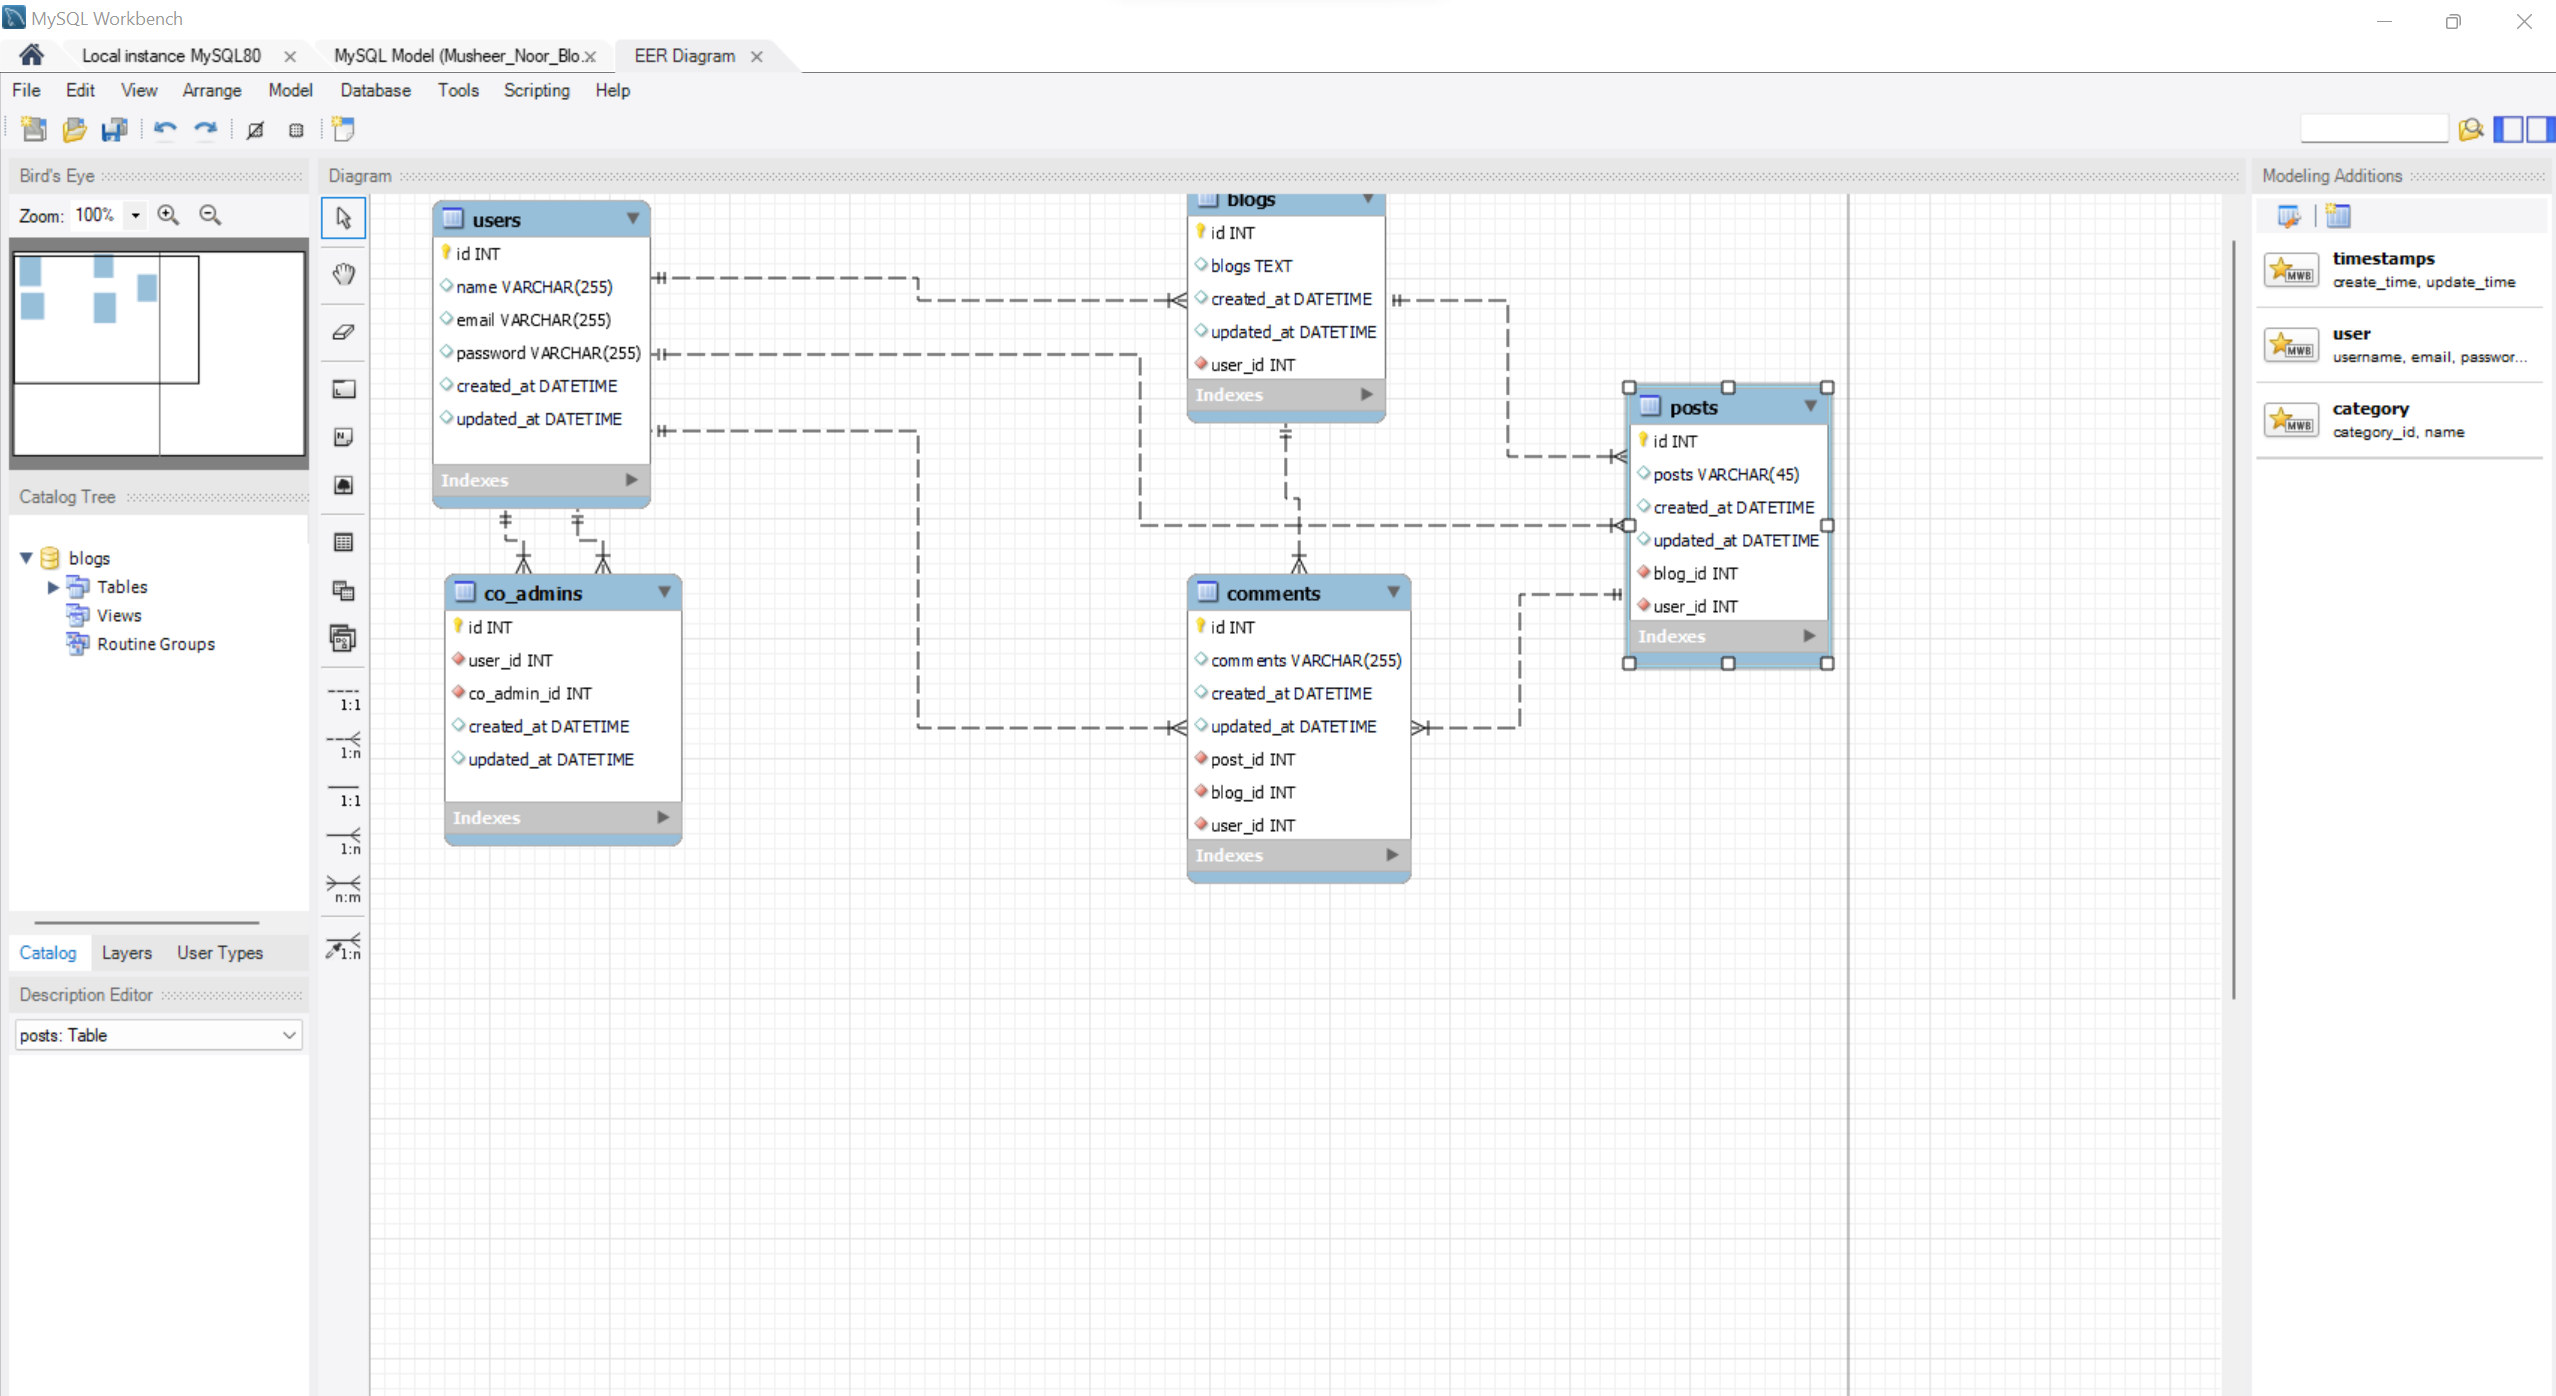 MySQL Workbench
Local instance MySQL80
MySQL Model (Musheer_Noor_Blo.
EER Diagram
File Edit View Arrange Model Database Tools Scripting Help
Bird's Eye
Zoom: 100%
Catalog Tree
blogs
Tables
Views
Routine Groups
Catalog Layers User Types
Description Editor
posts: Table
Diagram
1:1
1:n
1:1
1:n
n:m
1:n
users
id INT
name VARCHAR(255)
email VARCHAR(255)
password VARCHAR(255)
created_at DATETIME
updated_at DATETIME
Indexes
co_admins
id INT
user_id INT
co_admin_id INT
created_at DATETIME
updated_at DATETIME
Indexes
blogs
id INT
blogs TEXT
created_at DATETIME
updated_at DATETIME
user_id INT
Indexes
comments
id INT
comments VARCHAR(255)
created_at DATETIME
updated_at DATETIME
post_id INT
blog_id INT
user_id INT
Indexes
posts
id INT
posts VARCHAR(45)
created_at DATETIME
updated_at DATETIME
blog_id INT
user_id INT
Indexes
Modeling Additions
MWB
timestamps
create_time, update_time
MWB
user
username, email, passwor...
MWB
category
category_id, name